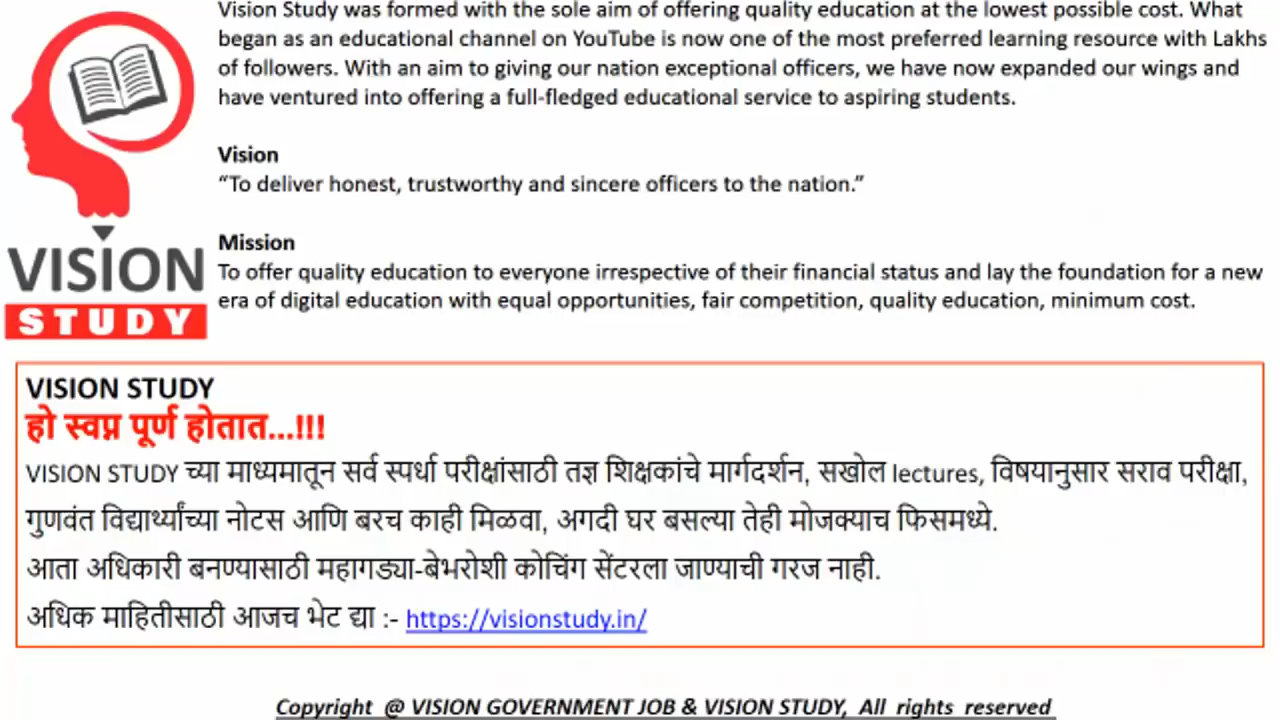 Vision Study was formed with the sole aim of offering quality education at the lowest possible cost. What
began as an educational channel on YouTube is now one of the most preferred learning resource with Lakhs
of followers. With an aim to giving our nation exceptional officers, we have now expanded our wings and
have ventured into offering a full-fledged educational service to aspiring students.
Vision
“To deliver honest, trustworthy and sincere officers to the nation.”
Mission
To offer quality education to everyone irrespective of their financial status and lay the foundation for a new
era of digital education with equal opportunities, fair competition, quality education, minimum cost.
VISION
STUDY
VISION STUDY
हो स्वप्न पूर्ण होतात...!!!
VISION STUDY च्या माध्यमातून सर्व स्पर्धा परीक्षांसाठी तज्ञ शिक्षकांचे मार्गदर्शन, सखोल lectures, विषयानुसार सराव परीक्षा,
गुणवंत विद्यार्थ्यांच्या नोटस आणि बरच काही मिळवा, अगदी घर बसल्या तेही मोजक्याच फिसमध्ये.
आता अधिकारी बनण्यासाठी महागड्या-बेभरोशी कोचिंग सेंटरला जाण्याची गरज नाही.
अधिक माहितीसाठी आजच भेट द्या :- https://visionstudy.in/
Copyright @ VISION GOVERNMENT JOB & VISION STUDY, All rights reserved